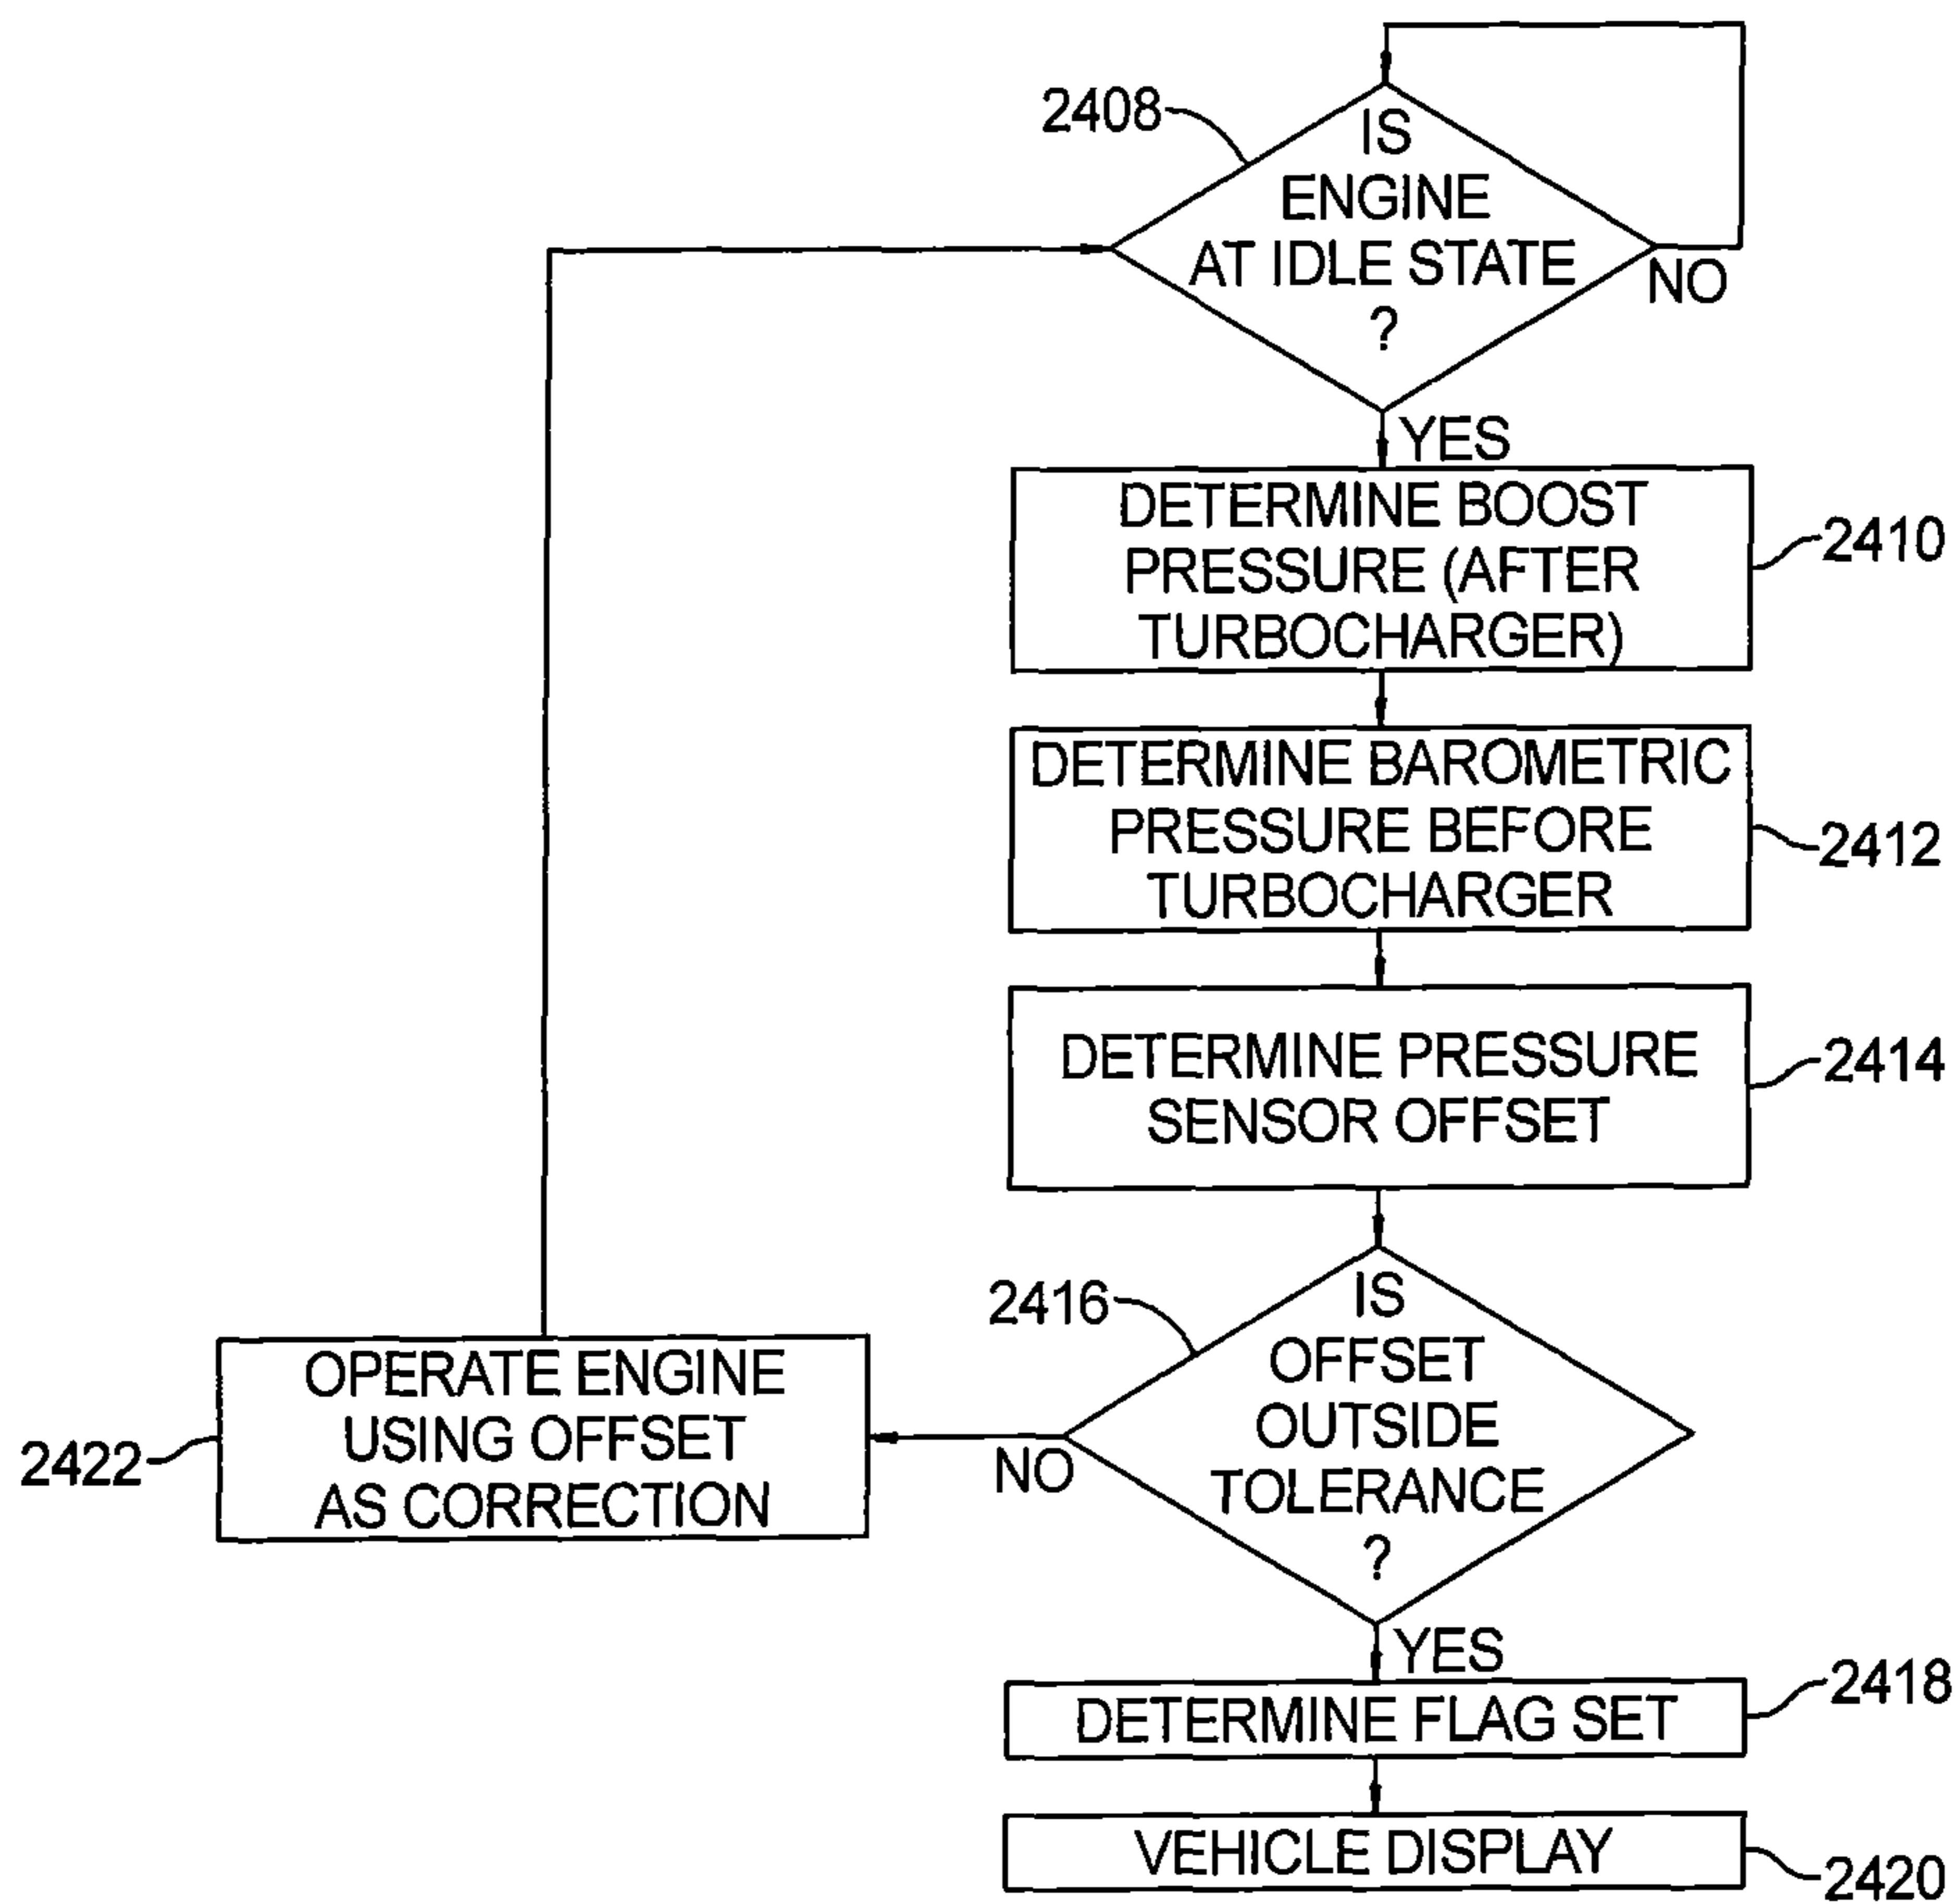 2408
IS
ENGINE
AT IDLE STATE
?
NO
YES
DETERMINE BOOST
PRESSURE (AFTER
TURBOCHARGER)
2410
DETERMINE BAROMETRIC
PRESSURE BEFORE
TURBOCHARGER
2412
DETERMINE PRESSURE
SENSOR OFFSET
2414
2416
IS
OFFSET
OUTSIDE
TOLERANCE
?
NO
OPERATE ENGINE
USING OFFSET
AS CORRECTION
2422
YES
DETERMINE FLAG SET
2418
VEHICLE DISPLAY
2420